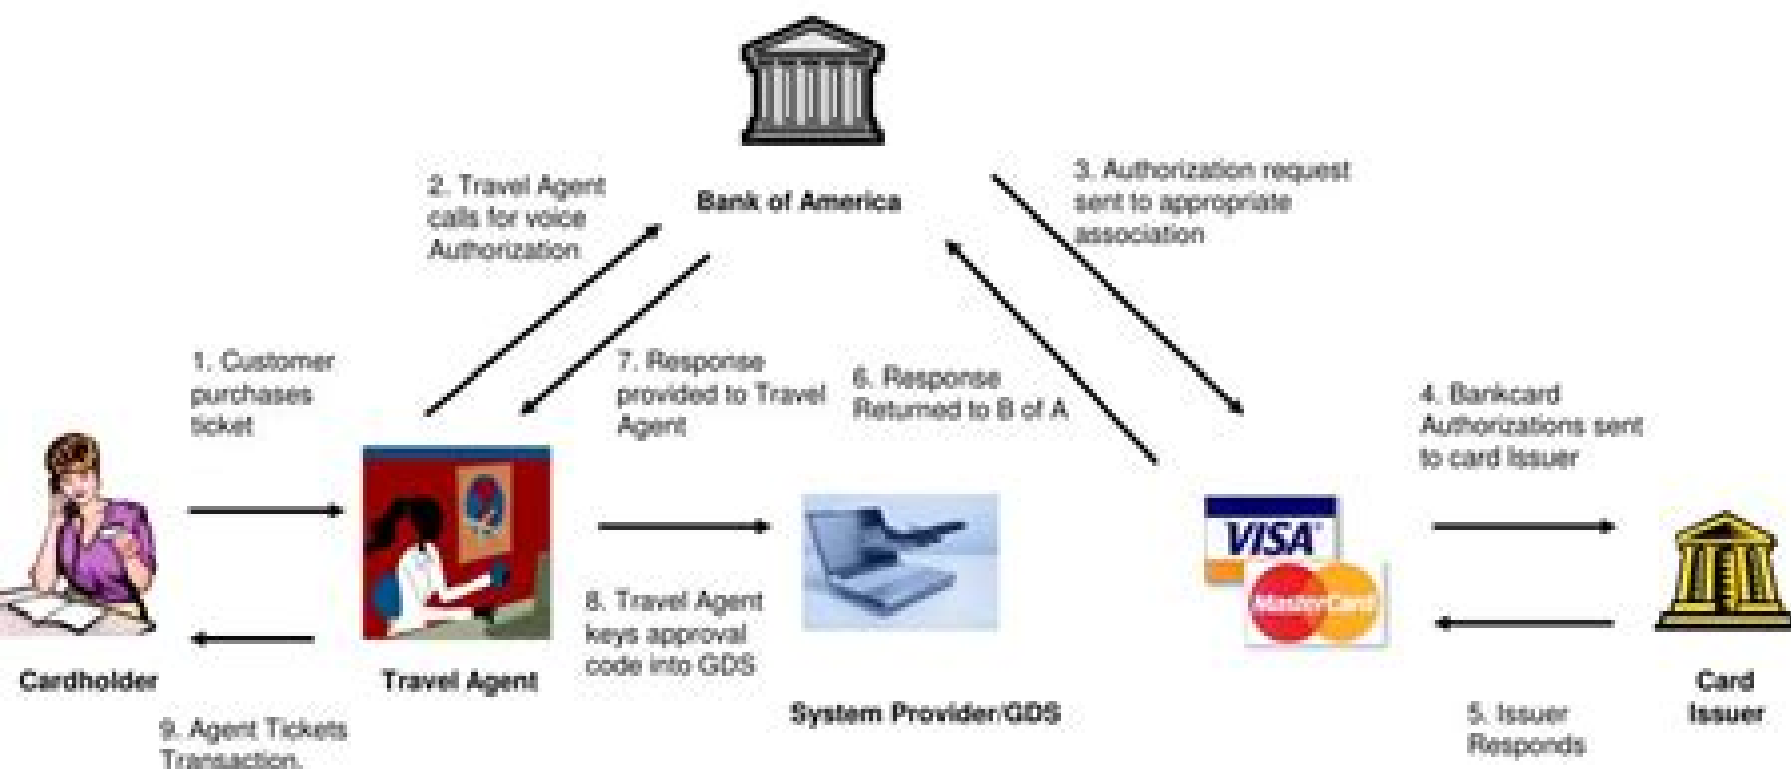 Bank of America
2. Travel Agent
calls for voice
Authorization
3. Authorization request
sent to appropriate
association
1. Customer
purchases
ticket
7. Response
provided to Travel
Agent
6. Response
Returned to B of A
4. Bankcard
Authorizations sent
to card Issuer
VISA
MasterCard
8. Travel Agent
keys approval
code into GDS
Cardholder
Travel Agent
System Provider/GDS
Card
Issuer
9. Agent Tickets
Transaction.
5. Issuer
Responds